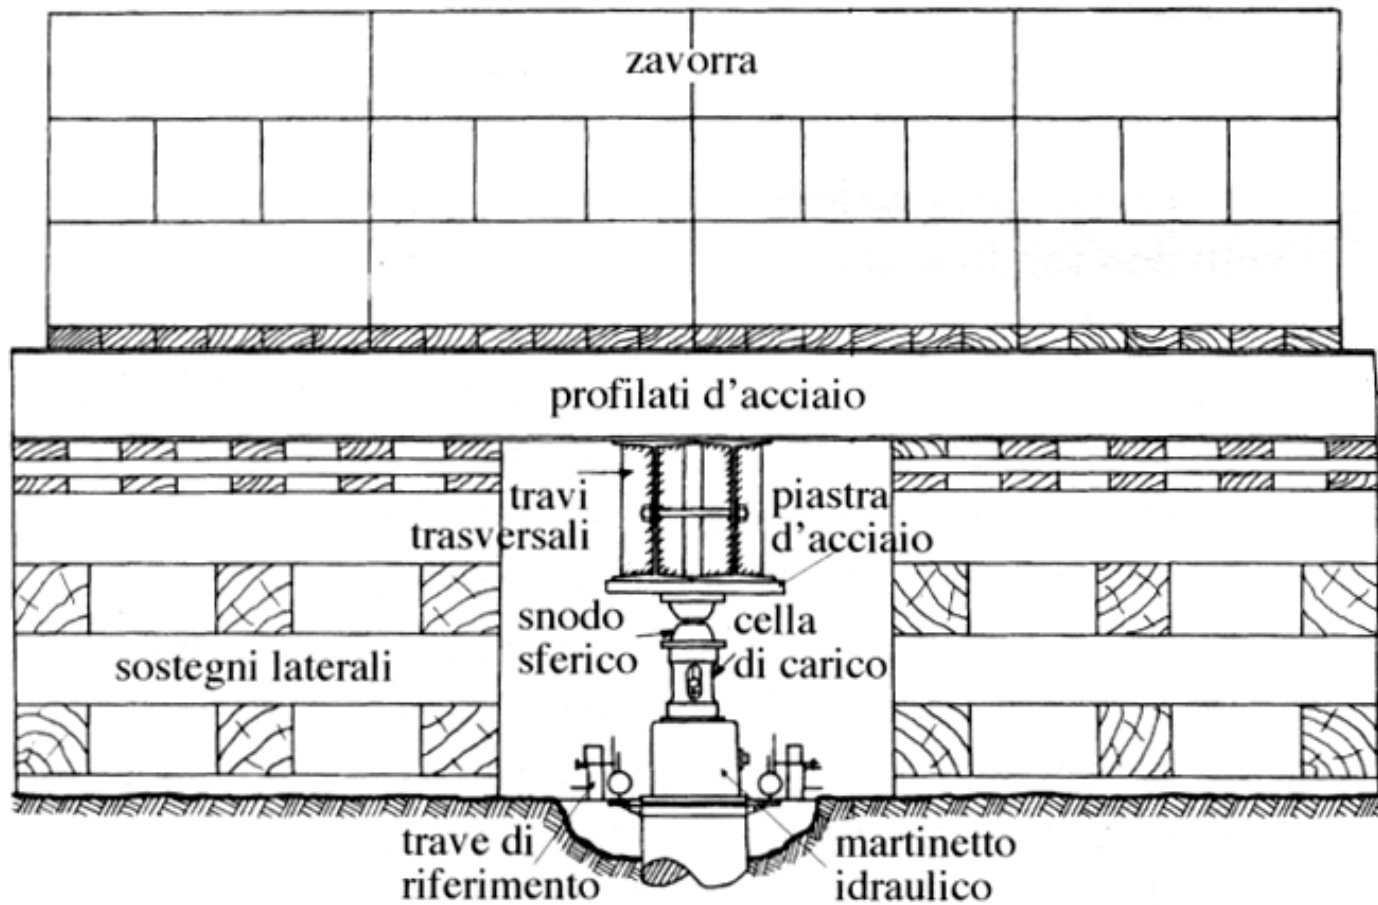 zavorra
profilati d'acciaio
travi
trasversali
piastra
d'acciaio
snodo
sferico
cella
di carico
sostegni laterali
trave di
riferimento
martinetto
idraulico